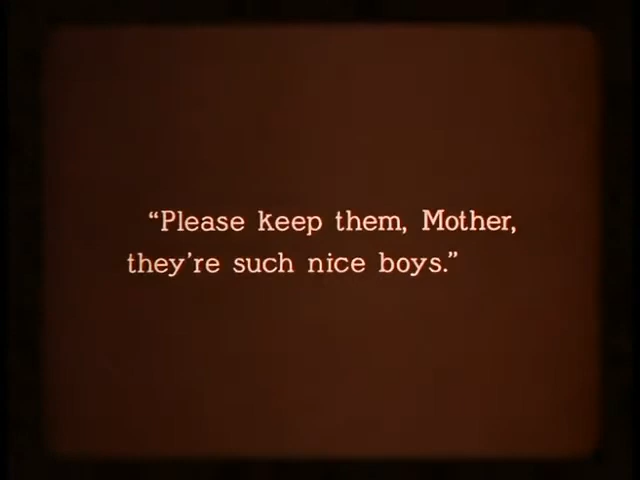 “Please keep them, Mother,
they’re such nice boys.”